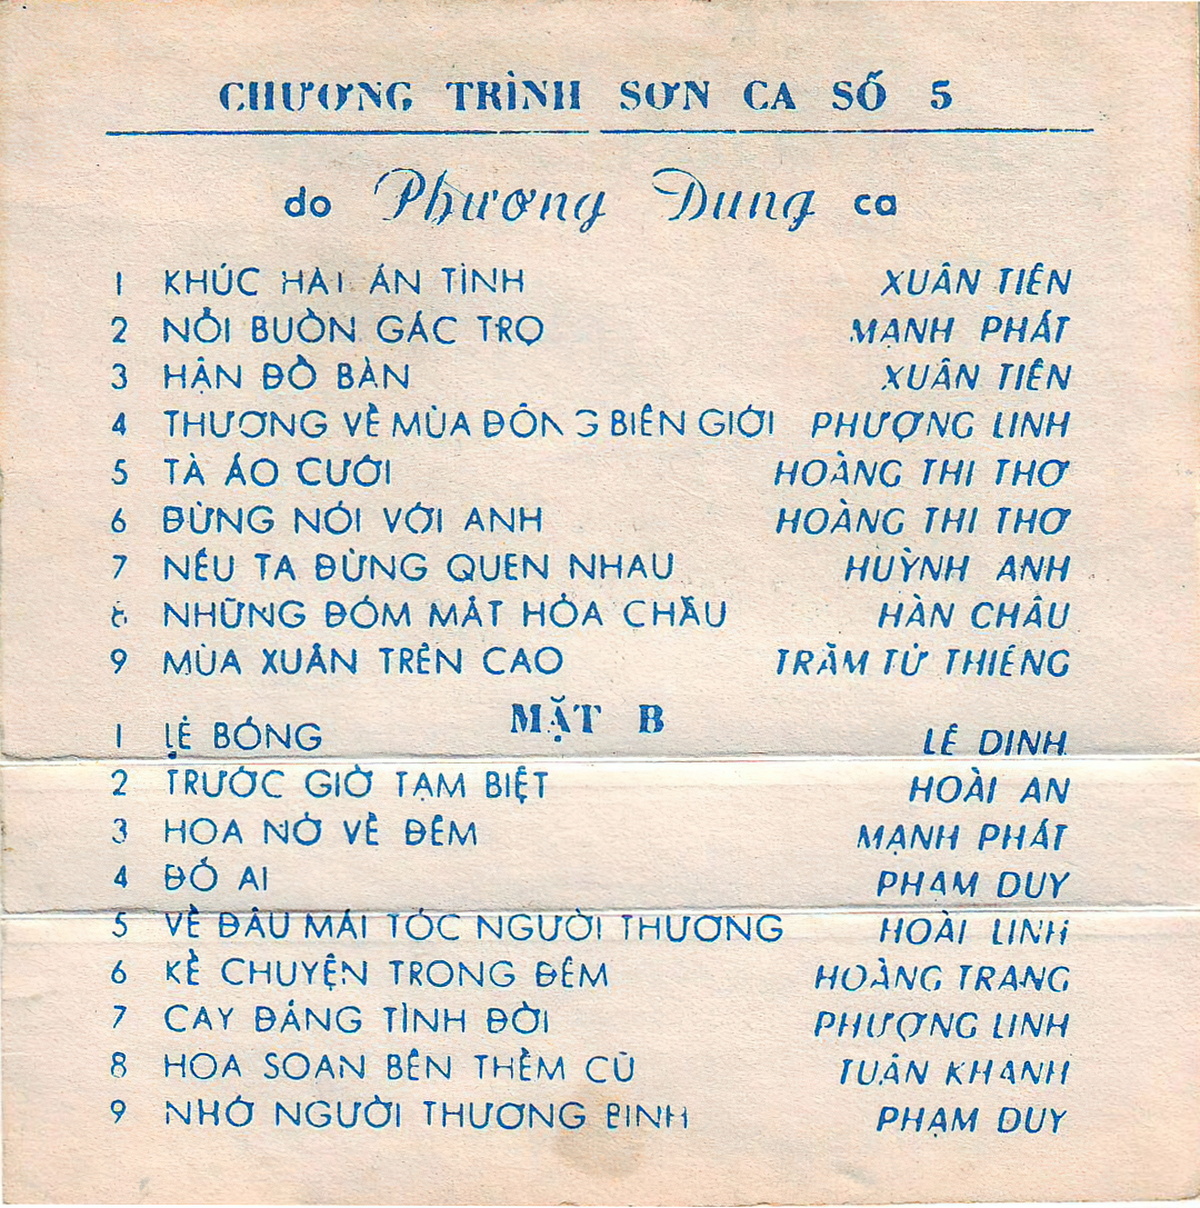 CHƯƠNG TRÌNH SƠN CA SỐ 5
do Phương Dung ca
1 KHÚC HÁT ÂN TÌNH XUÂN TIÊN
2 NỖI BUỒN GÁC TRỌ MẠNH PHÁT
3 HẬN ĐỒ BÀN XUÂN TIÊN
4 THƯƠNG VỀ MÙA ĐÔNG BIÊN GIỚI PHƯỢNG LINH
5 TÀ ÁO CƯỚI HOÀNG THI THƠ
6 ĐỪNG NÓI VỚI ANH HOÀNG THI THƠ
7 NẾU TA ĐỪNG QUEN NHAU HUỲNH ANH
8 NHỮNG ĐÓM MẮT HỎA CHÂU HÀN CHÂU
9 MÙA XUÂN TRÊN CAO TRẦM TỬ THIÊNG
MẶT B
1 LẺ BÓNG LÊ DINH
2 TRƯỚC GIỜ TẠM BIỆT HOÀI AN
3 HOA NỞ VỀ ĐÊM MẠNH PHÁT
4 ĐỐ AI PHẠM DUY
5 VỀ ĐÂU MÁI TÓC NGƯỜI THƯƠNG HOÀI LINH
6 KỂ CHUYỆN TRONG ĐÊM HOÀNG TRANG
7 CAY ĐẮNG TÌNH ĐỜI PHƯỢNG LINH
8 HOA SOAN BÊN THỀM CŨ TUẤN KHANH
9 NHỚ NGƯỜI THƯƠNG BINH PHẠM DUY